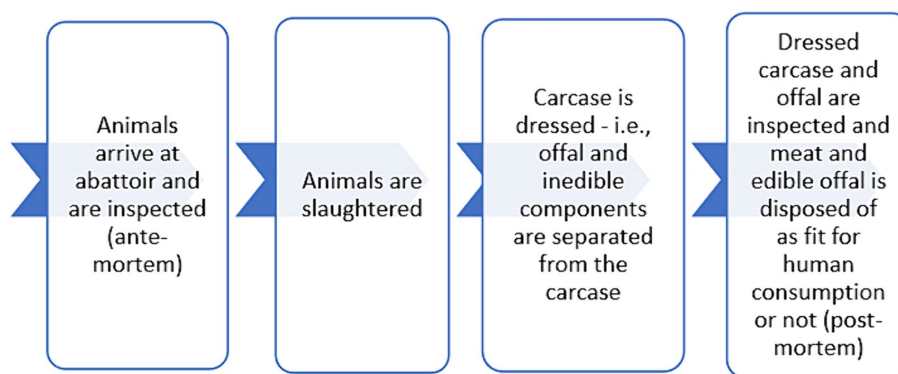 Animals
arrive at
abattoir and
are inspected
(ante-
mortem)
Animals are
slaughtered
Carcase is
dressed - i.e.,
offal and
inedible
components
are separated
from the
carcase
Dressed
carcase and
offal are
inspected and
meat and
edible offal is
disposed of
as fit for
human
consumption
or not (post-
mortem)